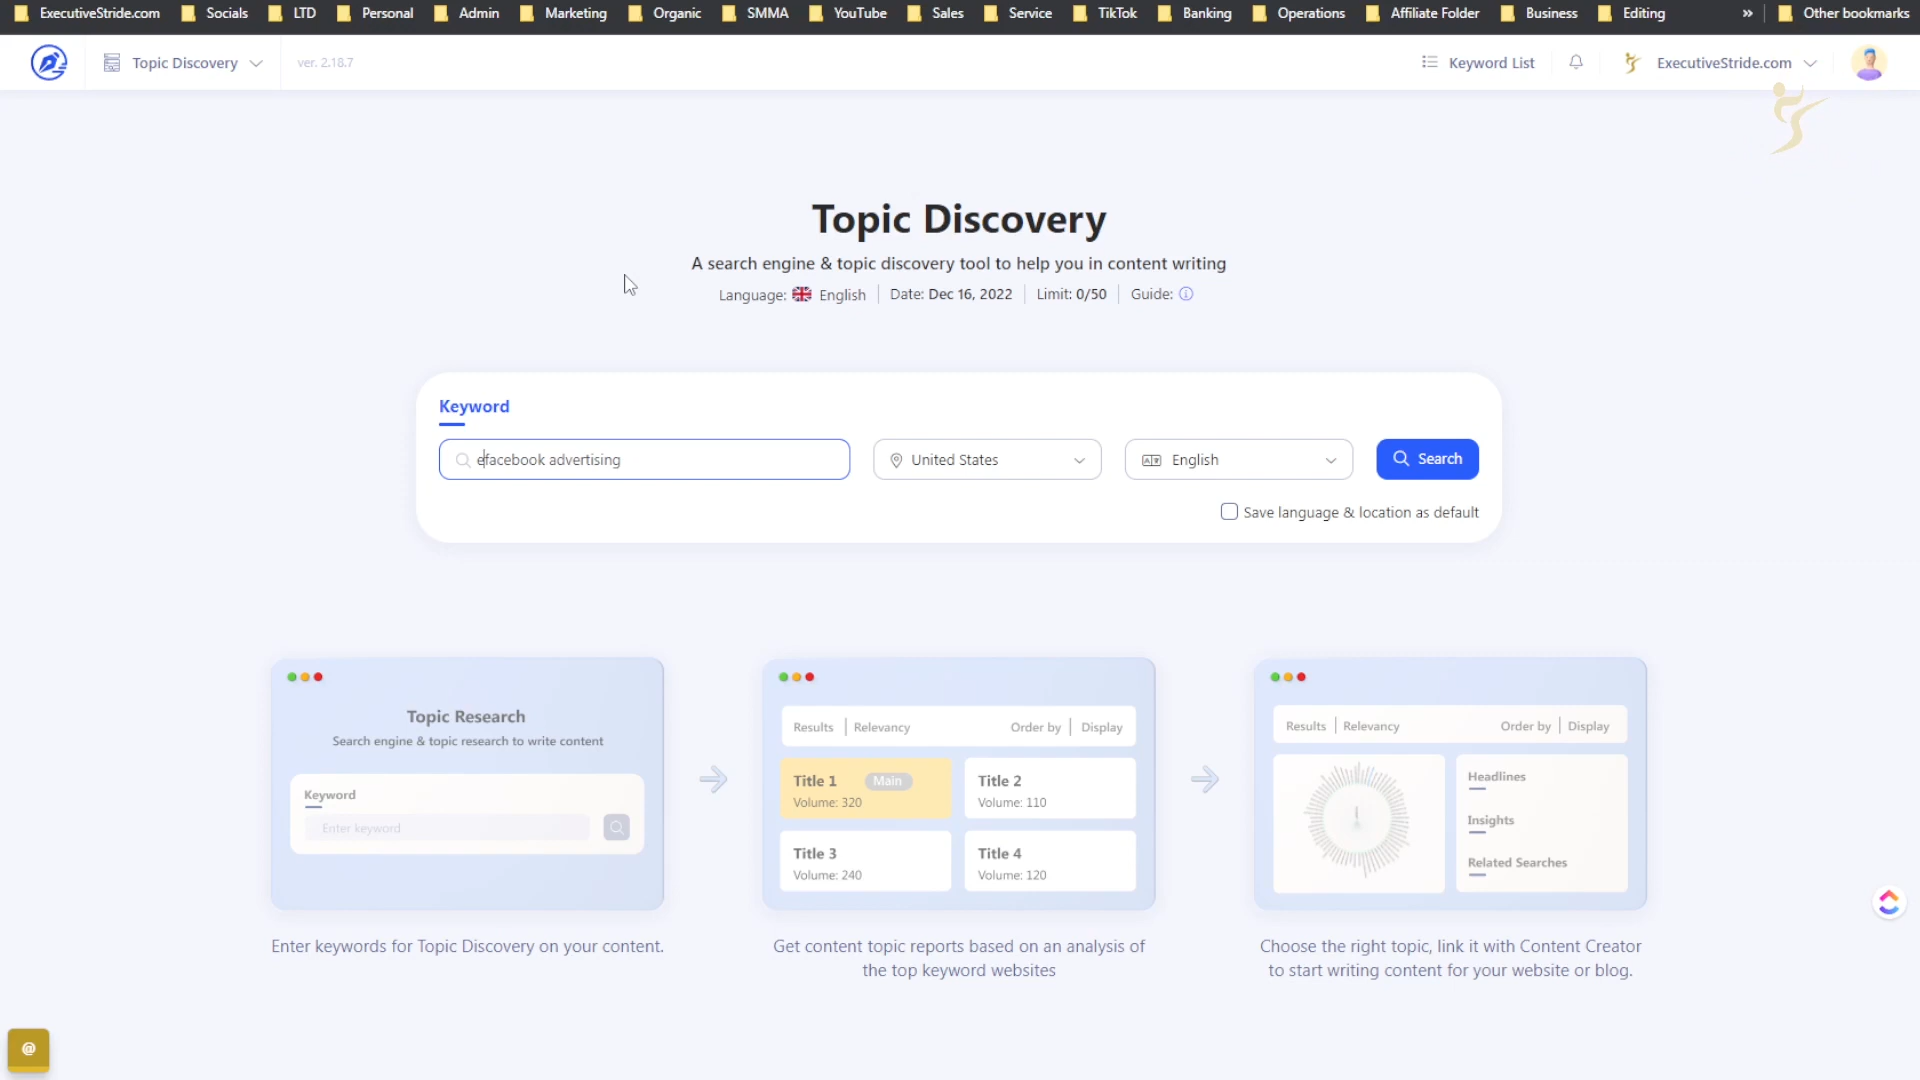 ExecutiveStride.com Socials LTD Personal Admin Marketing Organic SMMA YouTube Sales Service TikTok Banking Operations Affiliate Folder Business Editing » Other bookmarks
Topic Discovery ver. 2.18.7 Keyword List ExecutiveStride.com
Topic Discovery
A search engine & topic discovery tool to help you in content writing
Language: English Date: Dec 16, 2022 Limit: 0/50 Guide:
Keyword
efacebook advertising United States English Search
Save language & location as default
Topic Research
Search engine & topic research to write content
Keyword
Enter keyword
Results Relevancy Order by Display
Title 1 Main Title 2
Volume: 320 Volume: 110
Title 3 Title 4
Volume: 240 Volume: 120
Results Relevancy Order by Display
Headlines
Insights
Related Searches
Enter keywords for Topic Discovery on your content.
Get content topic reports based on an analysis of
the top keyword websites
Choose the right topic, link it with Content Creator
to start writing content for your website or blog.
@